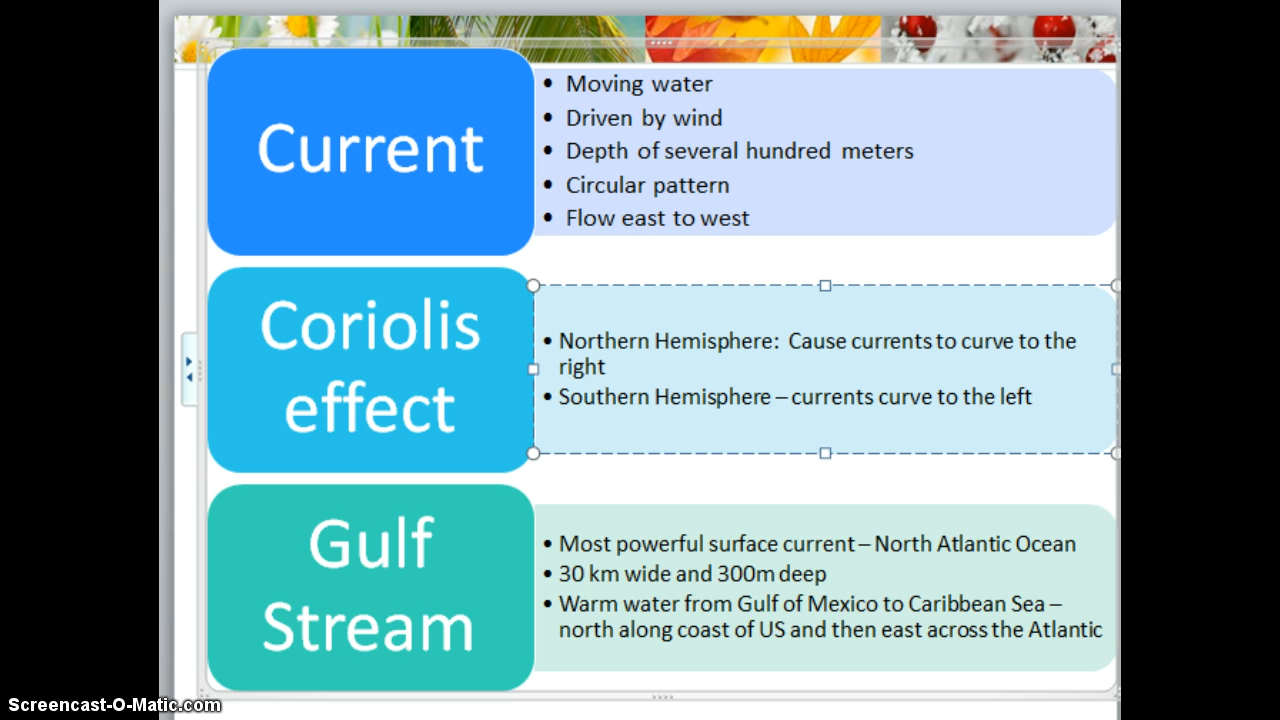 Current
• Moving water
• Driven by wind
• Depth of several hundred meters
• Circular pattern
• Flow east to west
Coriolis
effect
• Northern Hemisphere: Cause currents to curve to the
right
• Southern Hemisphere – currents curve to the left
Gulf
Stream
• Most powerful surface current – North Atlantic Ocean
• 30 km wide and 300m deep
• Warm water from Gulf of Mexico to Caribbean Sea –
north along coast of US and then east across the Atlantic
Screencast-O-Matic.com